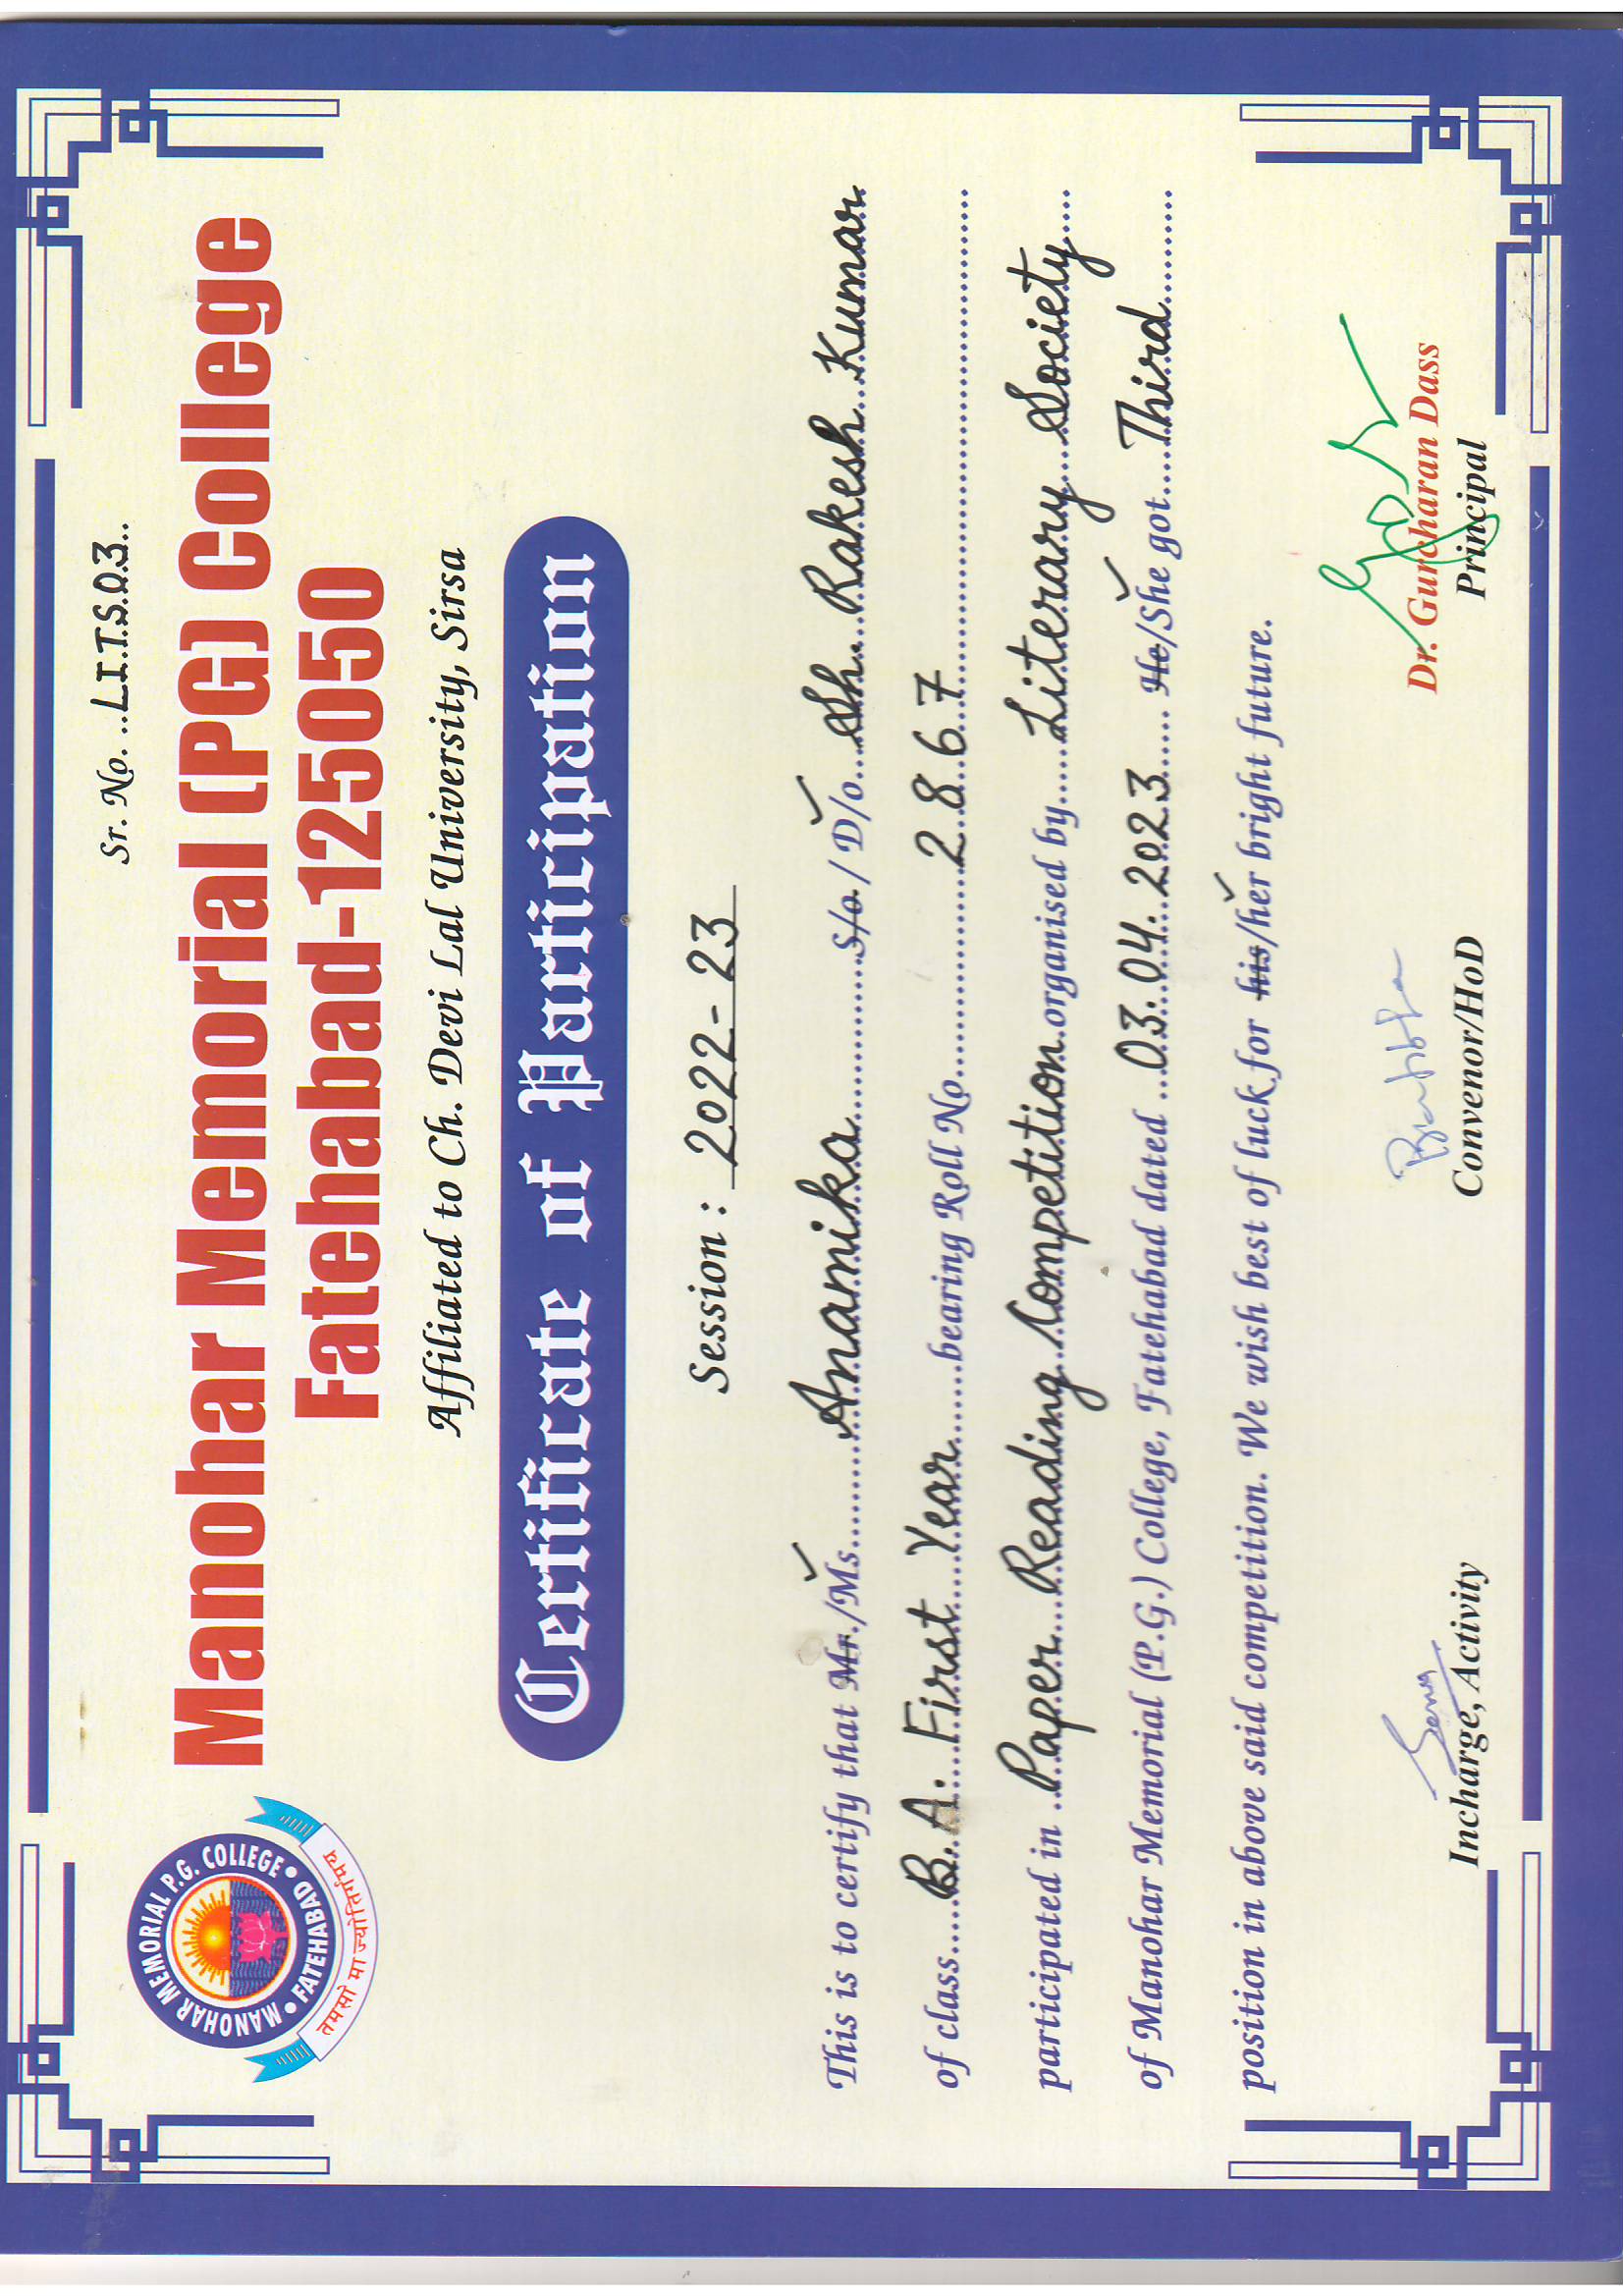 Sr. No. ..LITS03..
MANOHAR MEMORIAL P.G. COLLEGE
• FATEHABAD •
तमसो मा ज्योतिर्गमय
Manohar Memorial (PG) College
Fatehabad-125050
Affiliated to Ch. Devi Lal University, Sirsa
Certificate of Participation
Session : 2022-23
This is to certify that Mr./Ms. Anamika S/o. / D/o. Sh. Rakesh Kumar
of class B.A. First Year bearing Roll No. 2867
participated in Paper Reading Competition organised by Literary Society
of Manohar Memorial (P.G.) College, Fatehabad dated 03.04.2023 He/She got Third
position in above said competition. We wish best of luck for his/her bright future.
Incharge, Activity
Convenor/HoD
Dr. Gurcharan Dass
Principal